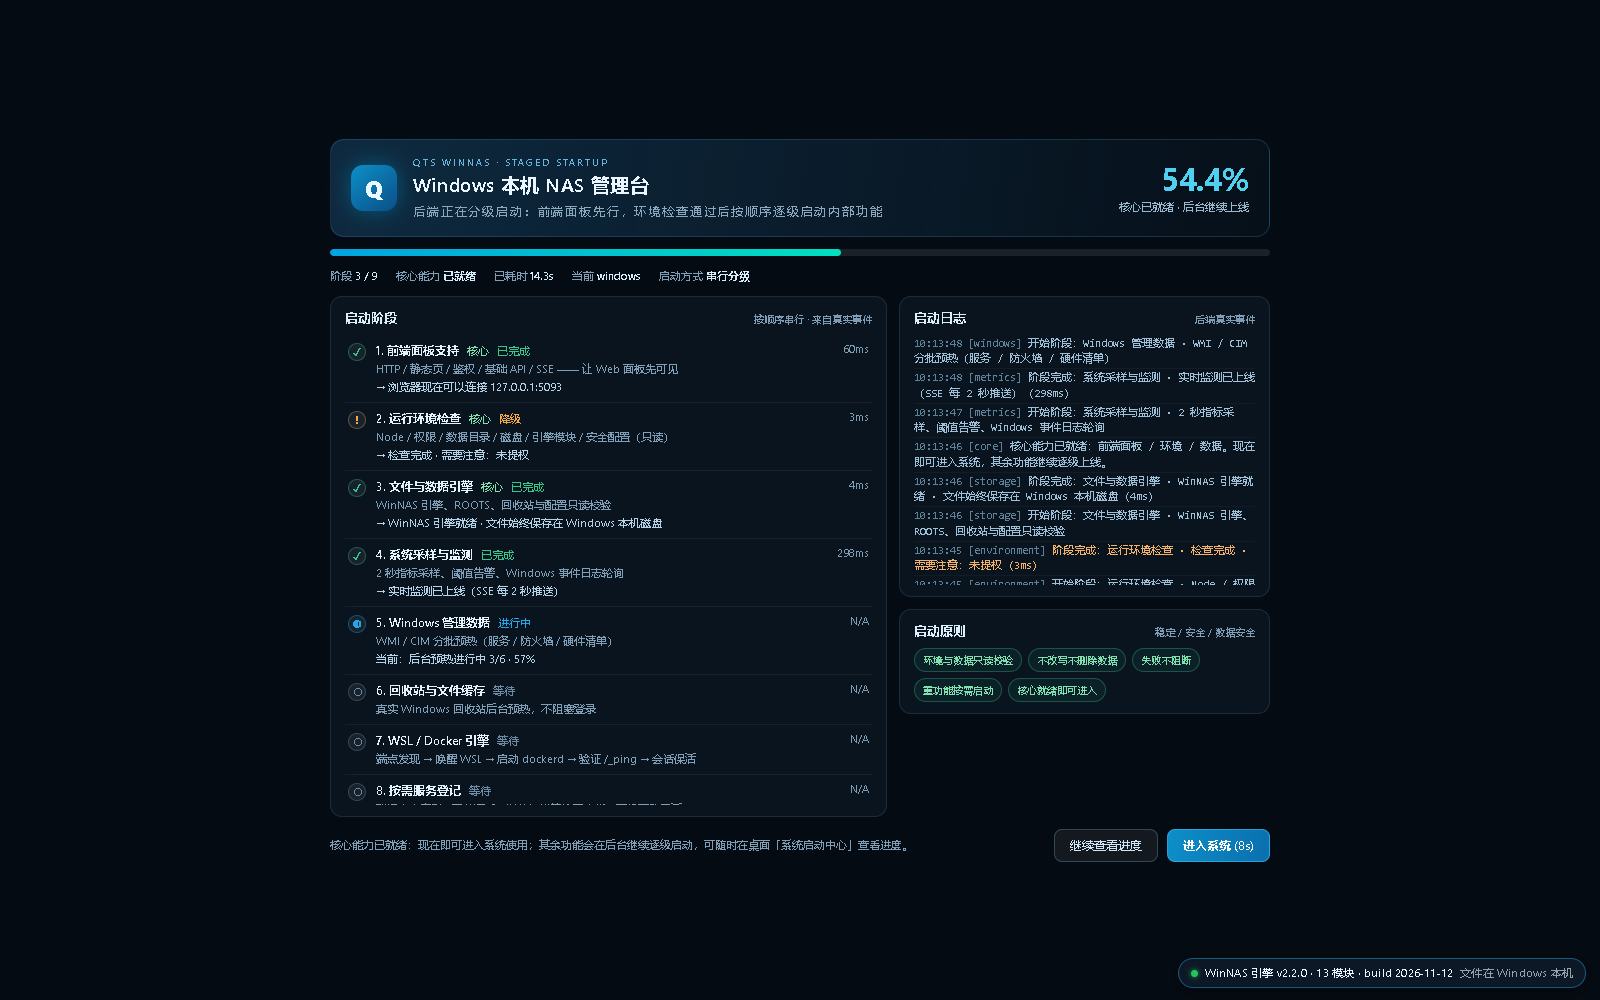 QTS WINNAS · STAGED STARTUP
Q
Windows 本机 NAS 管理台
后端正在分级启动：前端面板先行，环境检查通过后按顺序逐级启动内部功能
54.4%
核心已就绪 · 后台继续上线
阶段 3 / 9 核心能力 已就绪 已耗时 14.3s 当前 windows 启动方式 串行分级
启动阶段
按顺序串行 · 来自真实事件
1. 前端面板支持 核心 已完成
60ms
HTTP / 静态页 / 鉴权 / 基础 API / SSE —— 让 Web 面板先可见
→ 浏览器现在可以连接 127.0.0.1:5093
2. 运行环境检查 核心 降级
3ms
Node / 权限 / 数据目录 / 磁盘 / 引擎模块 / 安全配置（只读）
→ 检查完成 · 需要注意：未提权
3. 文件与数据引擎 核心 已完成
4ms
WinNAS 引擎、ROOTS、回收站与配置只读校验
→ WinNAS 引擎就绪 · 文件始终保存在 Windows 本机磁盘
4. 系统采样与监测 已完成
298ms
2 秒指标采样、阈值告警、Windows 事件日志轮询
→ 实时监测已上线（SSE 每 2 秒推送）
5. Windows 管理数据 进行中
N/A
WMI / CIM 分批预热（服务 / 防火墙 / 硬件清单）
当前：后台预热进行中 3/6 · 57%
6. 回收站与文件缓存 等待
N/A
真实 Windows 回收站后台预热，不阻塞登录
7. WSL / Docker 引擎 等待
N/A
端点发现 → 唤醒 WSL → 启动 dockerd → 验证 /_ping → 会话保活
8. 按需服务登记 等待
N/A
启动日志
后端真实事件
10:13:48 [windows] 开始阶段：Windows 管理数据 · WMI / CIM
分批预热（服务 / 防火墙 / 硬件清单）
10:13:48 [metrics] 阶段完成：系统采样与监测 · 实时监测已上线
（SSE 每 2 秒推送）（298ms）
10:13:47 [metrics] 开始阶段：系统采样与监测 · 2 秒指标采
样、阈值告警、Windows 事件日志轮询
10:13:46 [core] 核心能力已就绪：前端面板 / 环境 / 数据。现在
即可进入系统，其余功能继续逐级上线。
10:13:46 [storage] 阶段完成：文件与数据引擎 · WinNAS 引擎就
绪 · 文件始终保存在 Windows 本机磁盘（4ms）
10:13:46 [storage] 开始阶段：文件与数据引擎 · WinNAS 引擎、
ROOTS、回收站与配置只读校验
10:13:45 [environment] 阶段完成：运行环境检查 · 检查完成 ·
需要注意：未提权（3ms）
10:13:45 [environment] 开始阶段：运行环境检查 · Node / 权限
启动原则
稳定 / 安全 / 数据安全
环境与数据只读校验 不改写不删除数据 失败不阻断
重功能按需启动 核心就绪即可进入
核心能力已就绪：现在即可进入系统使用；其余功能会在后台继续逐级启动，可随时在桌面「系统启动中心」查看进度。
继续查看进度
进入系统 (8s)
WinNAS 引擎 v2.2.0 · 13 模块 · build 2026-11-12 文件在 Windows 本机